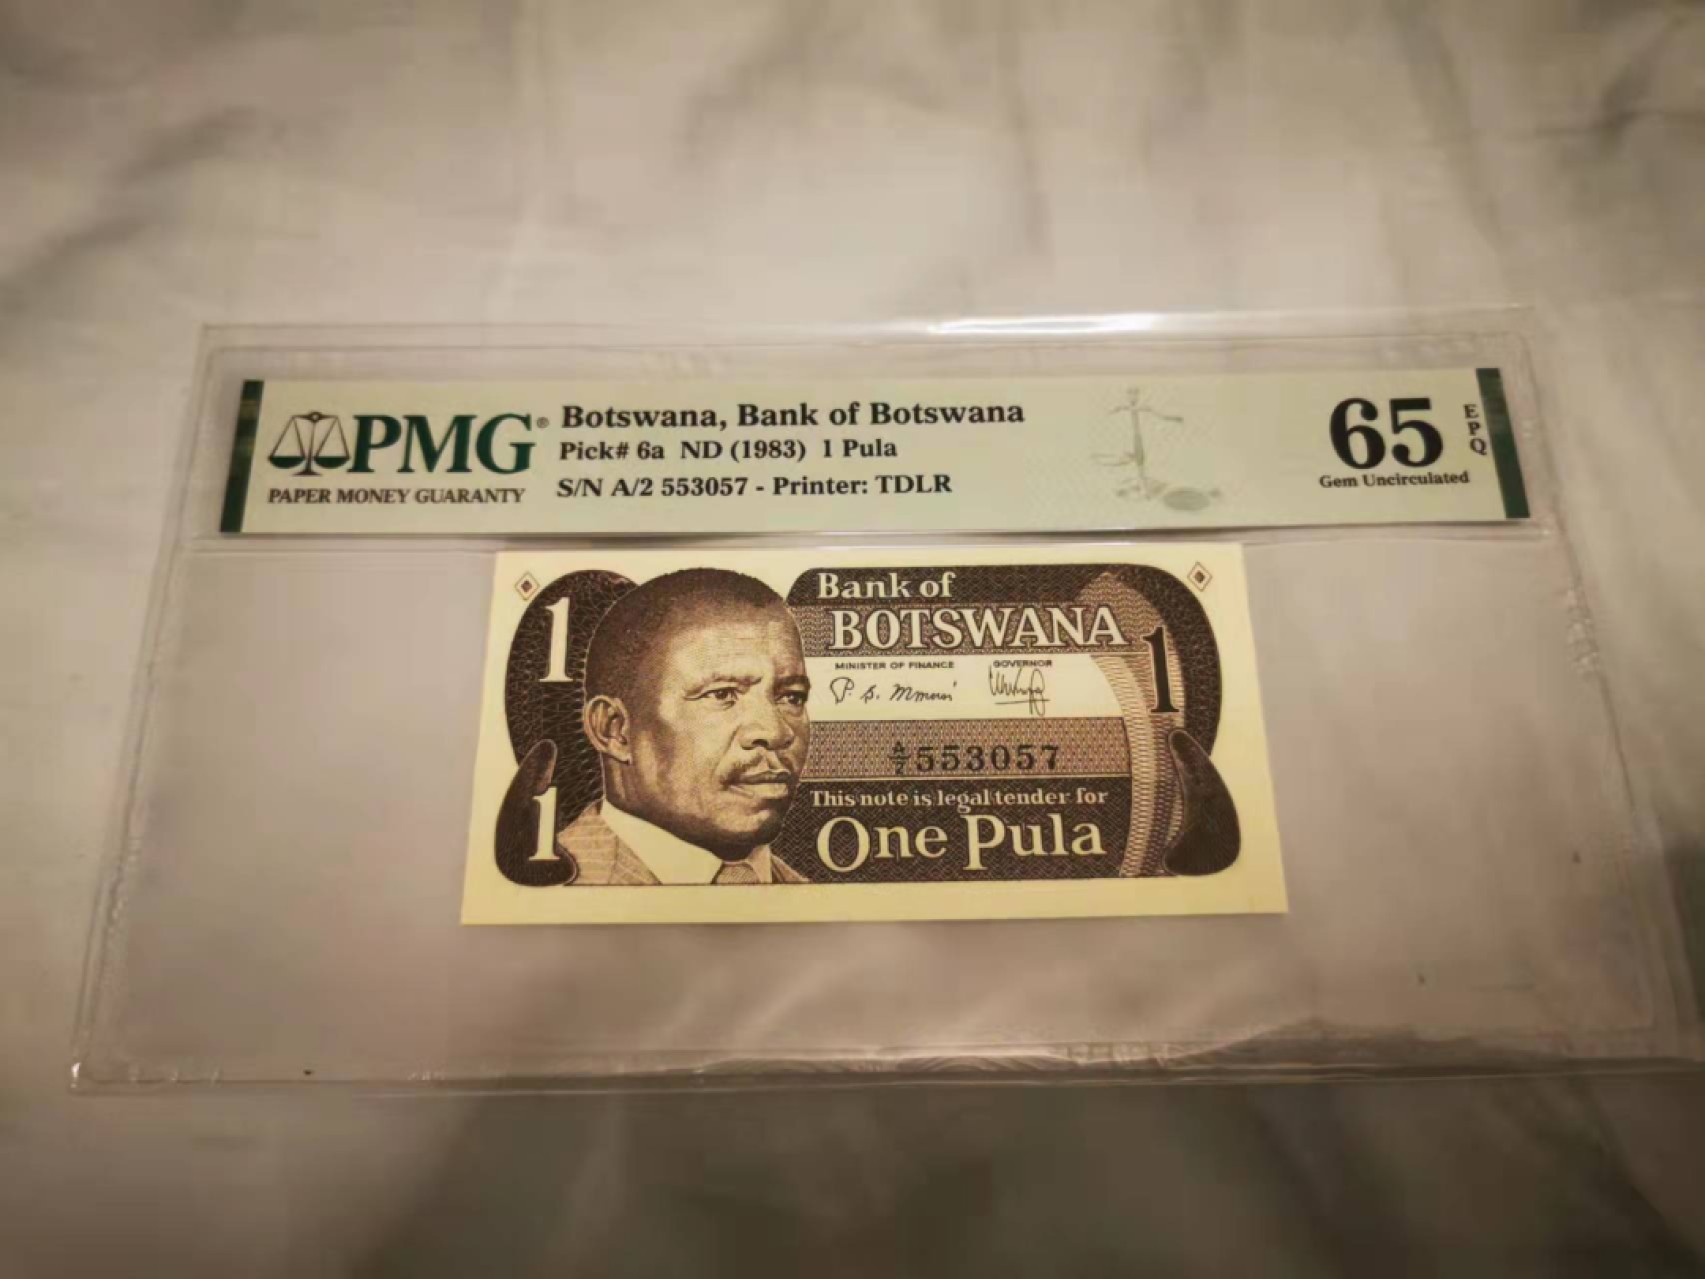 PMG®
PAPER MONEY GUARANTY
Botswana, Bank of Botswana
Pick# 6a ND (1983) 1 Pula
S/N A/2 553057 - Printer: TDLR
65
EPQ
Gem Uncirculated
1
Bank of
BOTSWANA
MINISTER OF FINANCE GOVERNOR
P. S. Mmusi
1
A/2 553057
This note is legal tender for
One Pula
1